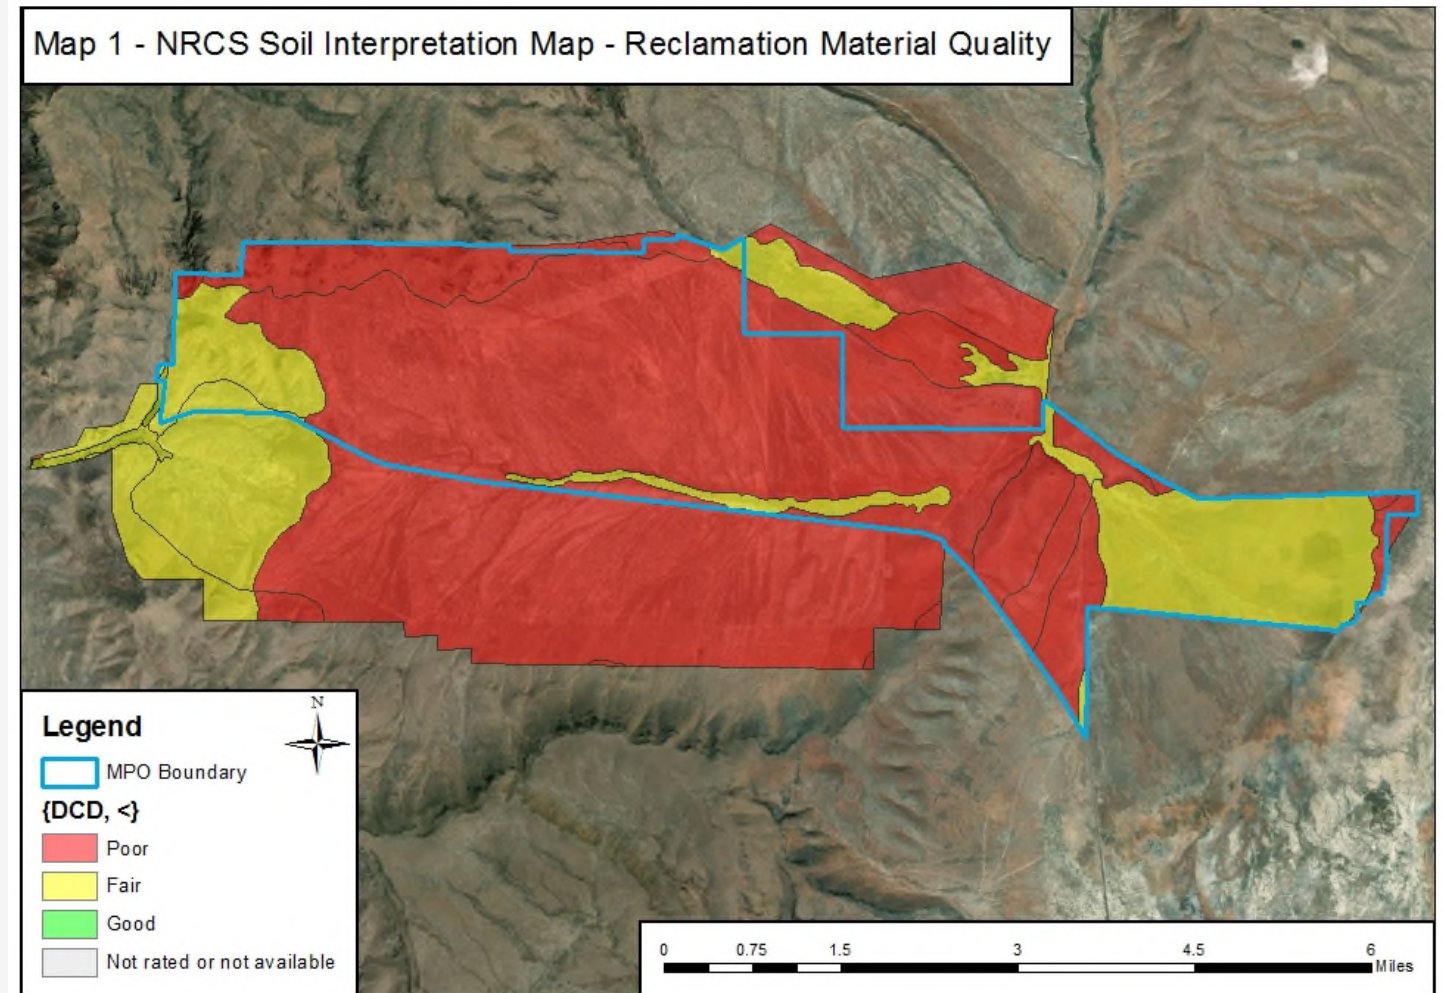 Map 1 - NRCS Soil Interpretation Map - Reclamation Material Quality
Legend
N
MPO Boundary
{DCD, <}
Poor
Fair
Good
Not rated or not available
0 0.75 1.5 3 4.5 6
Miles